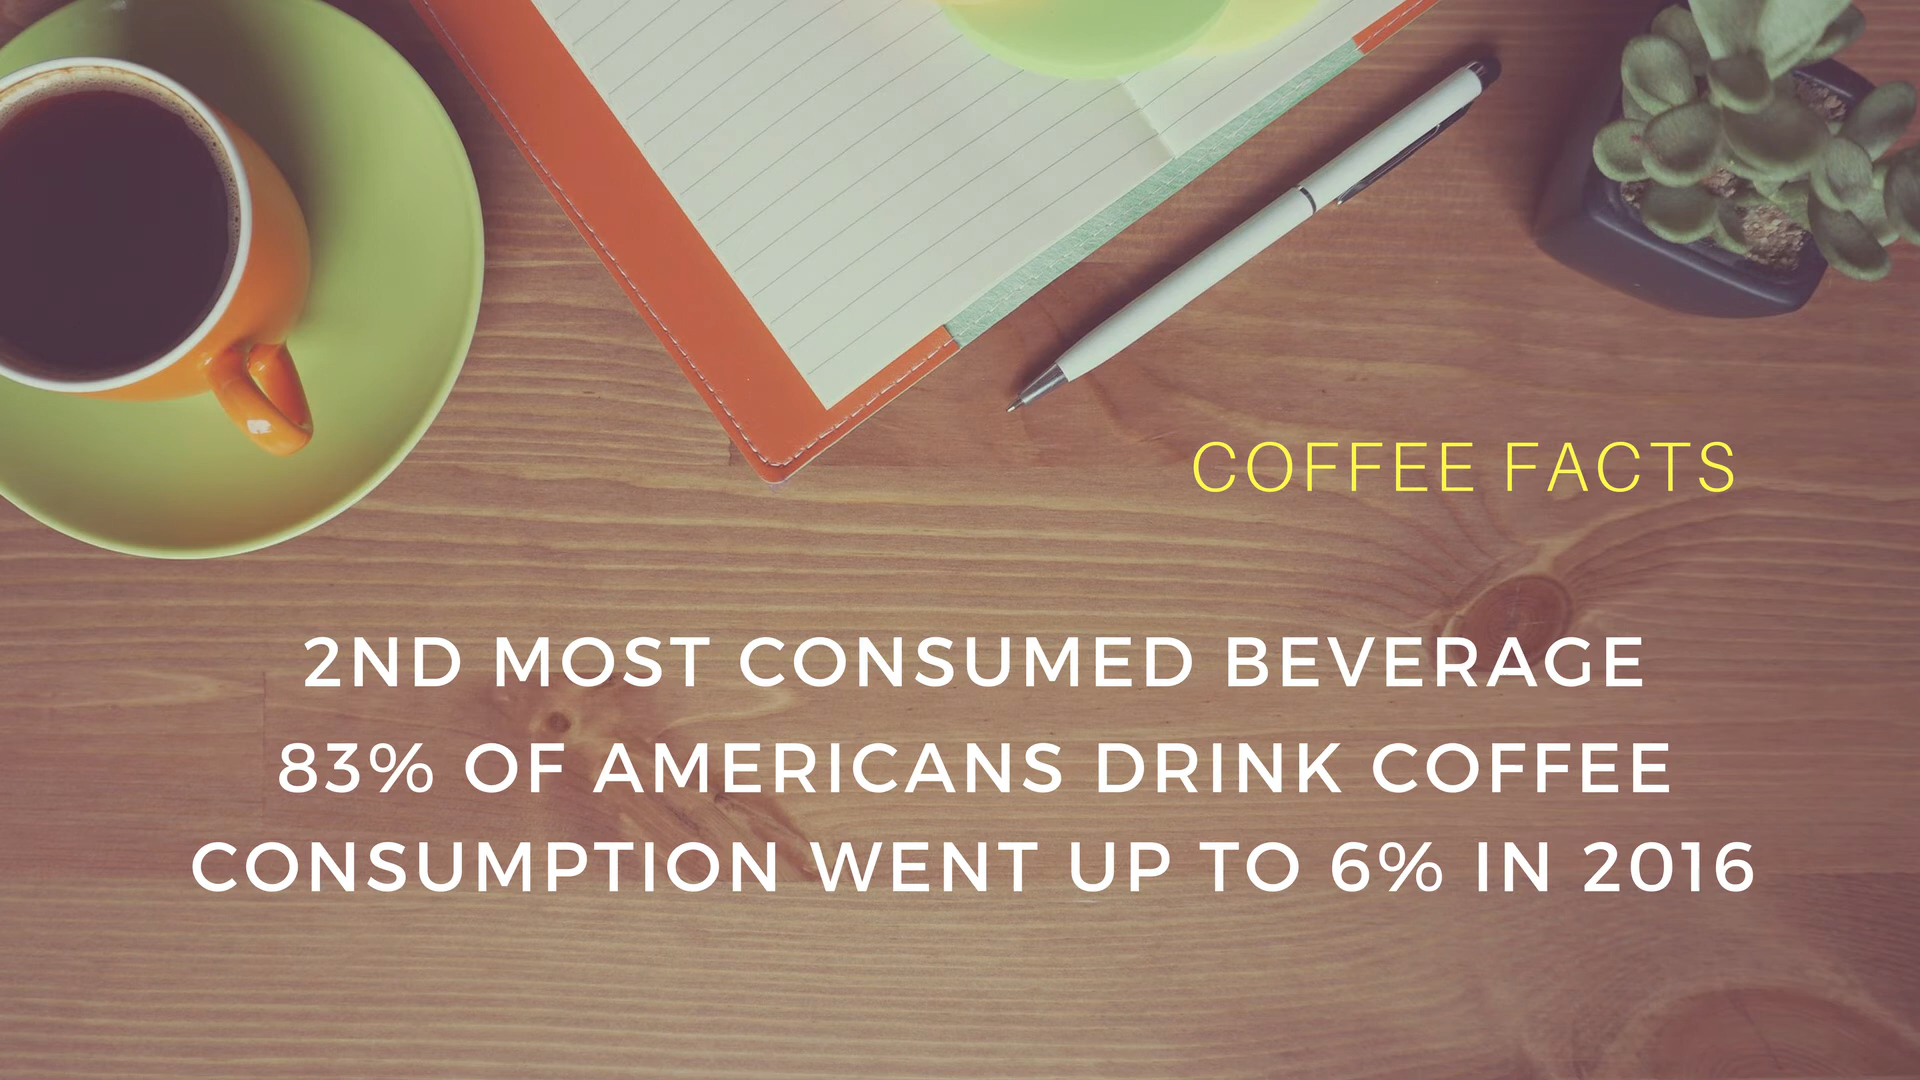 COFFEE FACTS
2ND MOST CONSUMED BEVERAGE
83% OF AMERICANS DRINK COFFEE
CONSUMPTION WENT UP TO 6% IN 2016